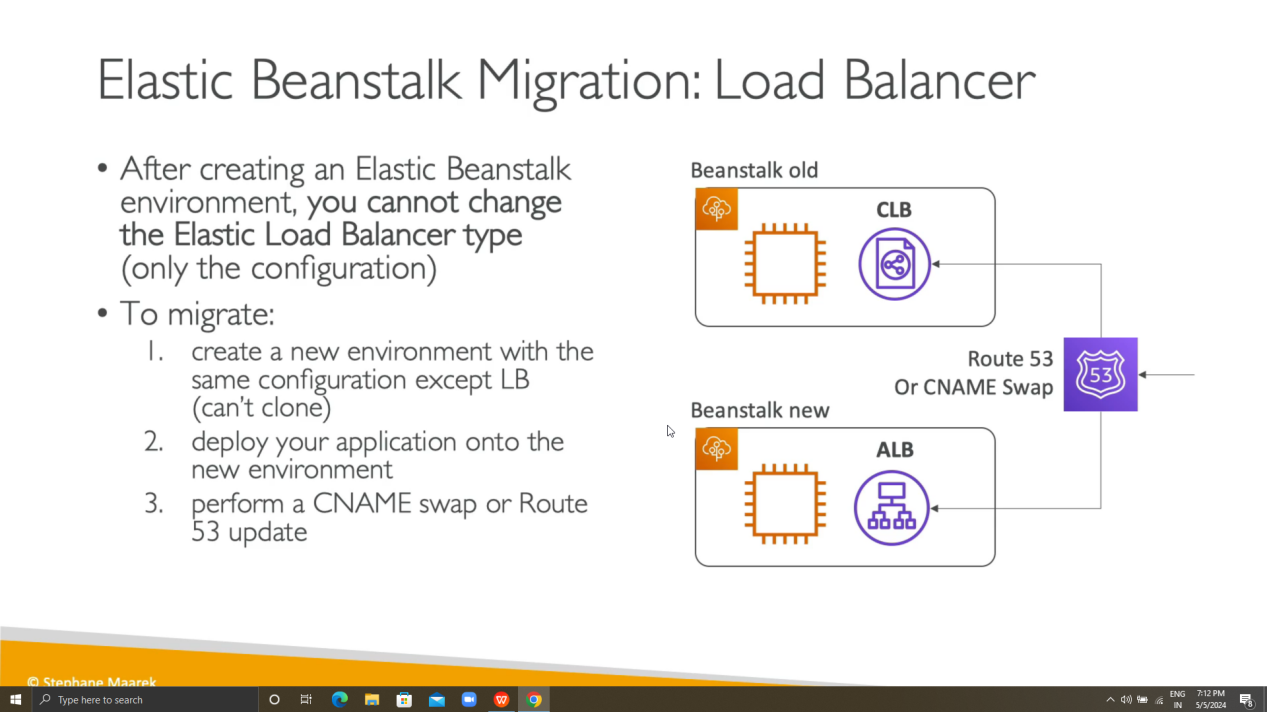 Elastic Beanstalk Migration: Load Balancer
• After creating an Elastic Beanstalk
environment, you cannot change
the Elastic Load Balancer type
(only the configuration)
• To migrate:
1. create a new environment with the
same configuration except LB
(can't clone)
2. deploy your application onto the
new environment
3. perform a CNAME swap or Route
53 update
Beanstalk old
CLB
Route 53
Or CNAME Swap
53
Beanstalk new
ALB
© Stephane Maarek
Type here to search
W
ENG
IN
7:12 PM
5/5/2024
8